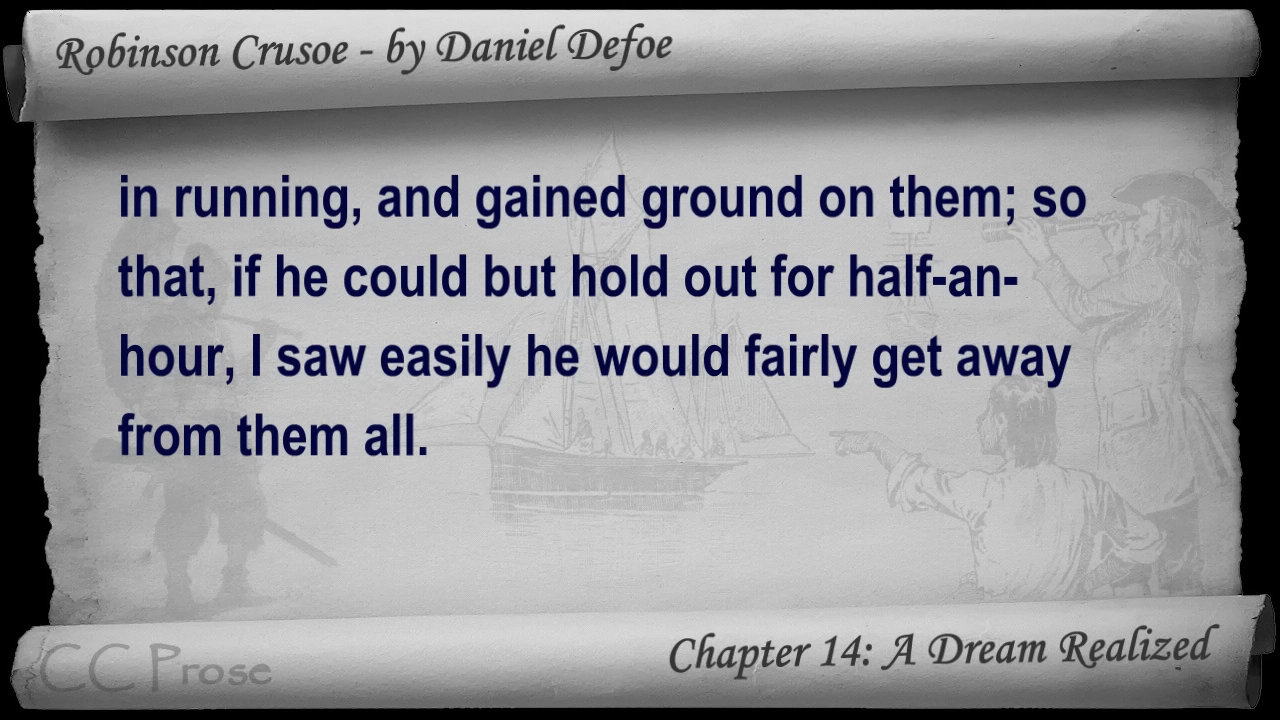 Robinson Crusoe - by Daniel Defoe
in running, and gained ground on them; so
that, if he could but hold out for half-an-
hour, I saw easily he would fairly get away
from them all.
CC Prose
Chapter 14: A Dream Realized